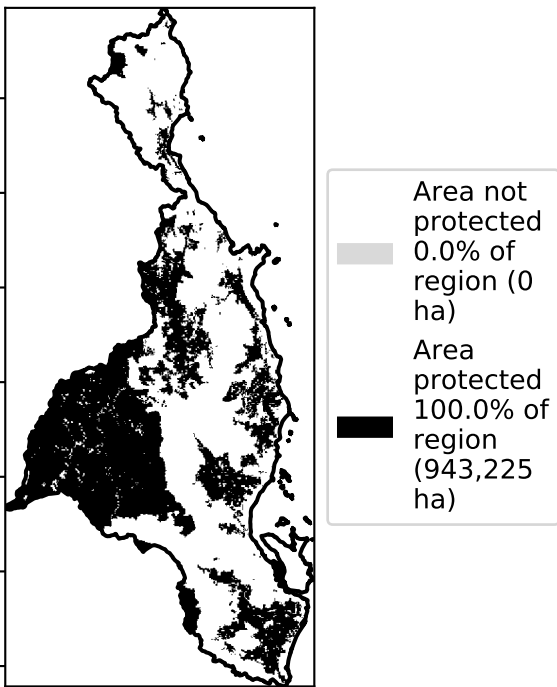 Area not
protected
0.0% of
region (0
ha)
Area
protected
100.0% of
region
(943,225
ha)